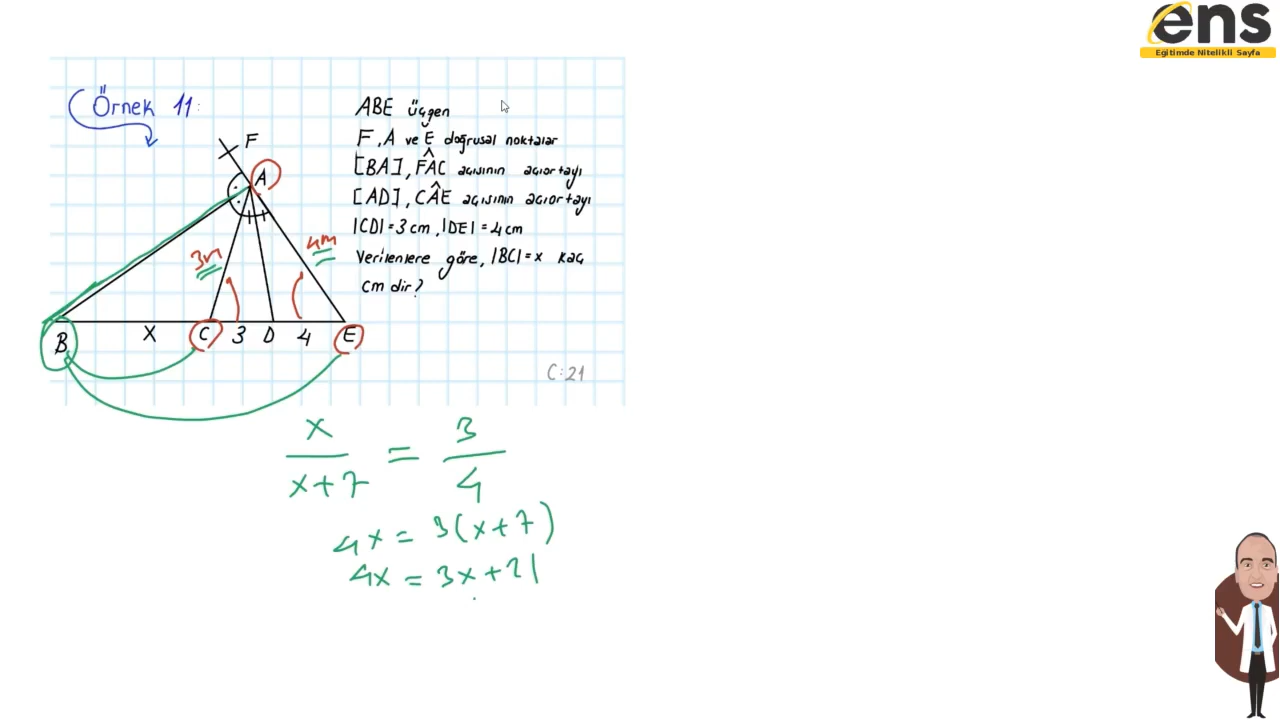 ens
Eğitimde Nitelikli Sayfa
Örnek 11:
ABE üçgen
F, A ve E doğrusal noktalar
[BA], FÂC açısının açıortayı
[AD], CÂE açısının açıortayı
|CD| = 3 cm, |DE| = 4 cm
Verilenlere göre, |BC| = x kaç
cm dir?
F
A
3m
4m
B
x
C
3
D
4
E
C: 21
x / x+7 = 3 / 4
4x = 3(x+7)
4x = 3x+21